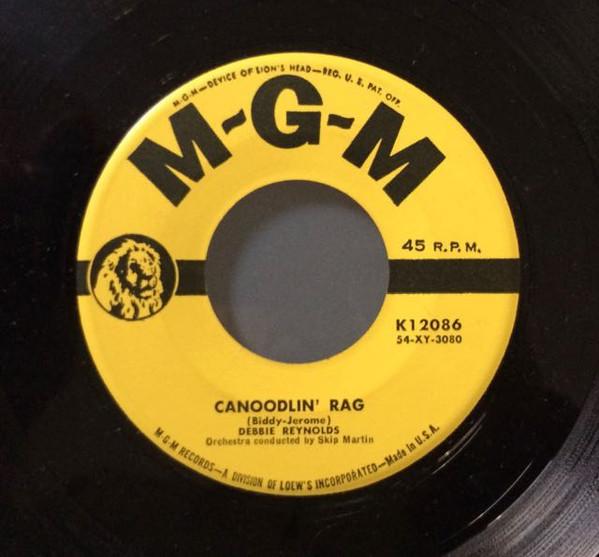 M-G-M—DEVICE OF LION'S HEAD—REG. U. S. PAT. OFF.
M-G-M
45 R.P.M.
K12086
54-XY-3080
CANOODLIN' RAG
(Biddy-Jerome)
DEBBIE REYNOLDS
Orchestra conducted by Skip Martin
M-G-M RECORDS—A DIVISION OF LOEW'S INCORPORATED—Made in U.S.A.